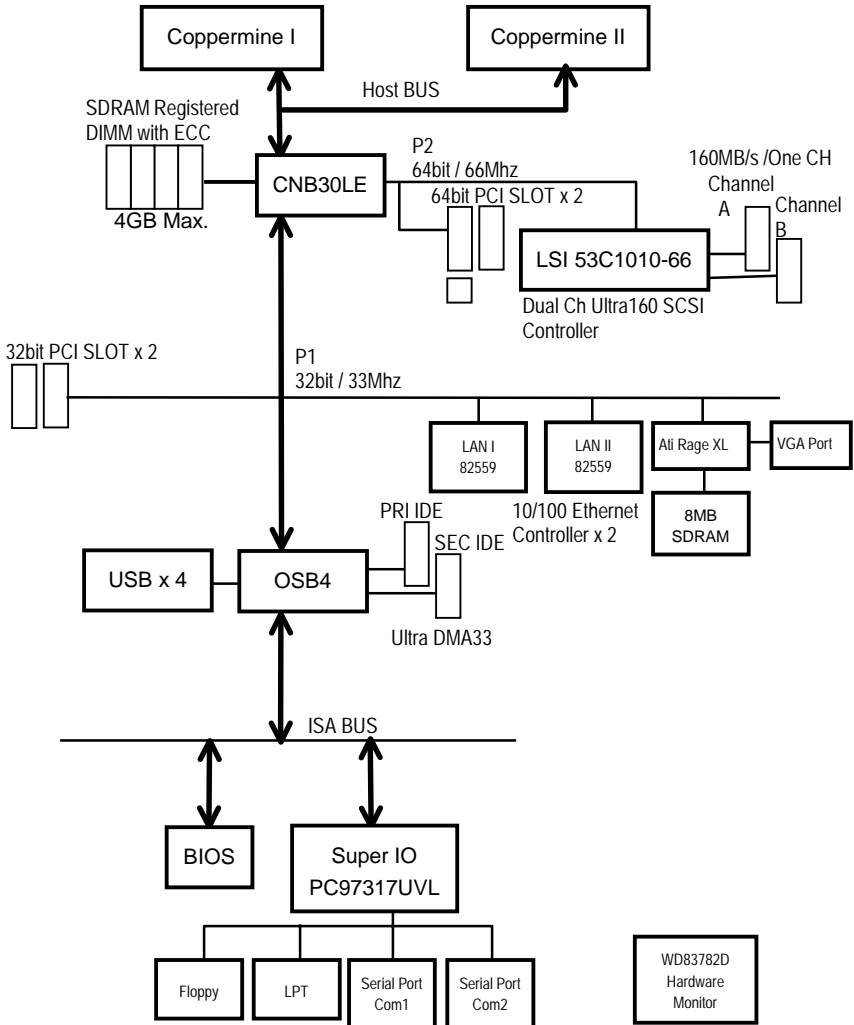 Coppermine I
Coppermine II
Host BUS
SDRAM Registered
DIMM with ECC
4GB Max.
CNB30LE
P2
64bit / 66Mhz
64bit PCI SLOT x 2
160MB/s /One CH
Channel
A
Channel
B
LSI 53C1010-66
Dual Ch Ultra160 SCSI
Controller
32bit PCI SLOT x 2
P1
32bit / 33Mhz
LAN I
82559
LAN II
82559
Ati Rage XL
VGA Port
10/100 Ethernet
Controller x 2
8MB
SDRAM
PRI IDE
SEC IDE
USB x 4
OSB4
Ultra DMA33
ISA BUS
BIOS
Super IO
PC97317UVL
Floppy
LPT
Serial Port
Com1
Serial Port
Com2
WD83782D
Hardware
Monitor